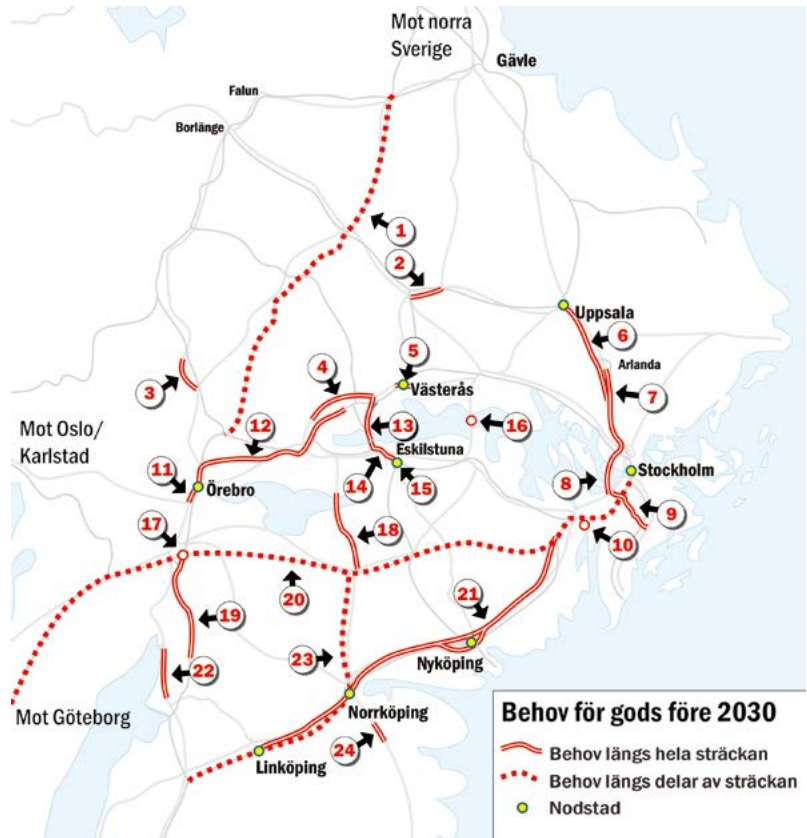 Mot norra
Sverige
Gävle
Falun
Borlänge
1
2
Uppsala
6
3
4
5
Arlanda
Västerås
7
12
Mot Oslo/
Karlstad
13
16
Eskilstuna
11
Örebro
14
15
8
Stockholm
9
17
18
10
20
21
19
23
Nyköping
22
Mot Göteborg
Norrköping
24
Linköping
Behov för gods före 2030
Behov längs hela sträckan
Behov längs delar av sträckan
Nodstad